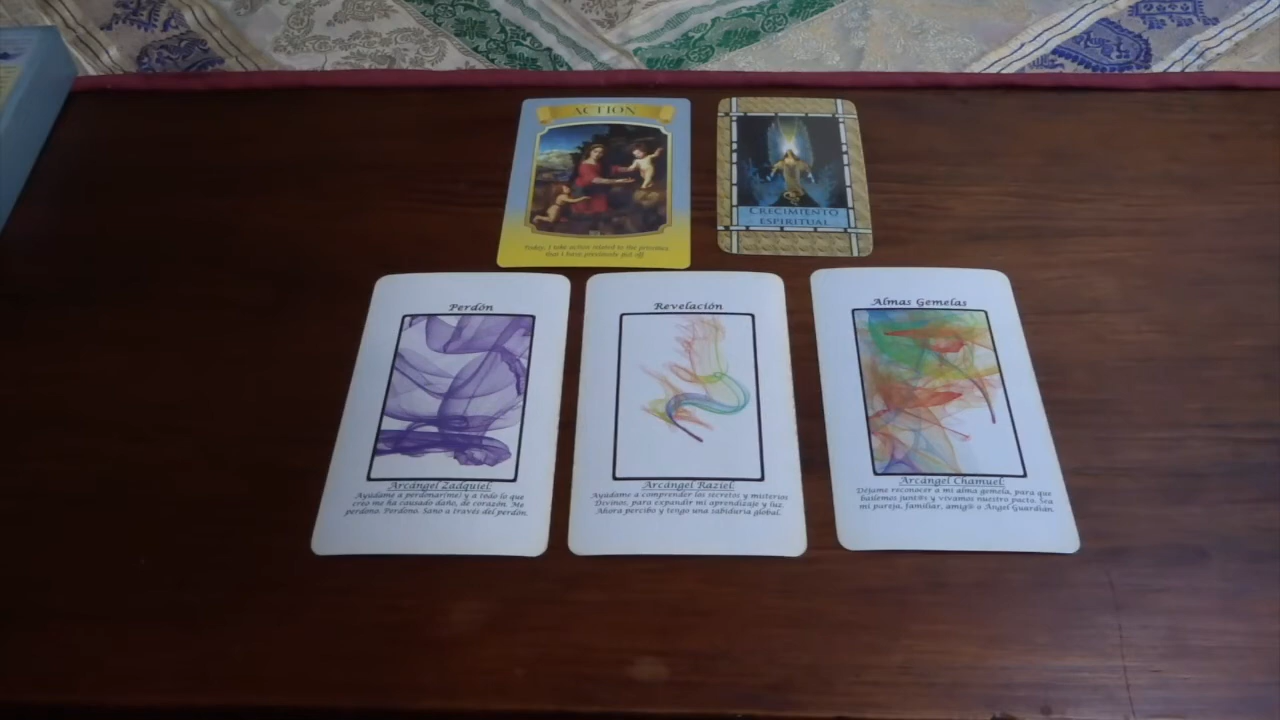 ACTION
Today, I take action related to the priorities
that I have previously put off.
CRECIMIENTO
ESPIRITUAL
Perdón
Arcángel Zadquiel:
Ayúdame a perdonar(me) y a todo lo que
creo me ha causado daño, de corazón. Me
perdono. Perdono. Sano a través del perdón.
Revelación
Arcángel Raziel:
Ayúdame a comprender los secretos y misterios
Divinos, para expandir mi aprendizaje y luz.
Ahora percibo y tengo una sabiduría global.
Almas Gemelas
Arcángel Chamuel:
Déjame reconocer a mi alma gemela, para que
bailemos junt@s y vivamos nuestro pacto. Sea
mi pareja, familiar, amig@ o Ángel Guardián.